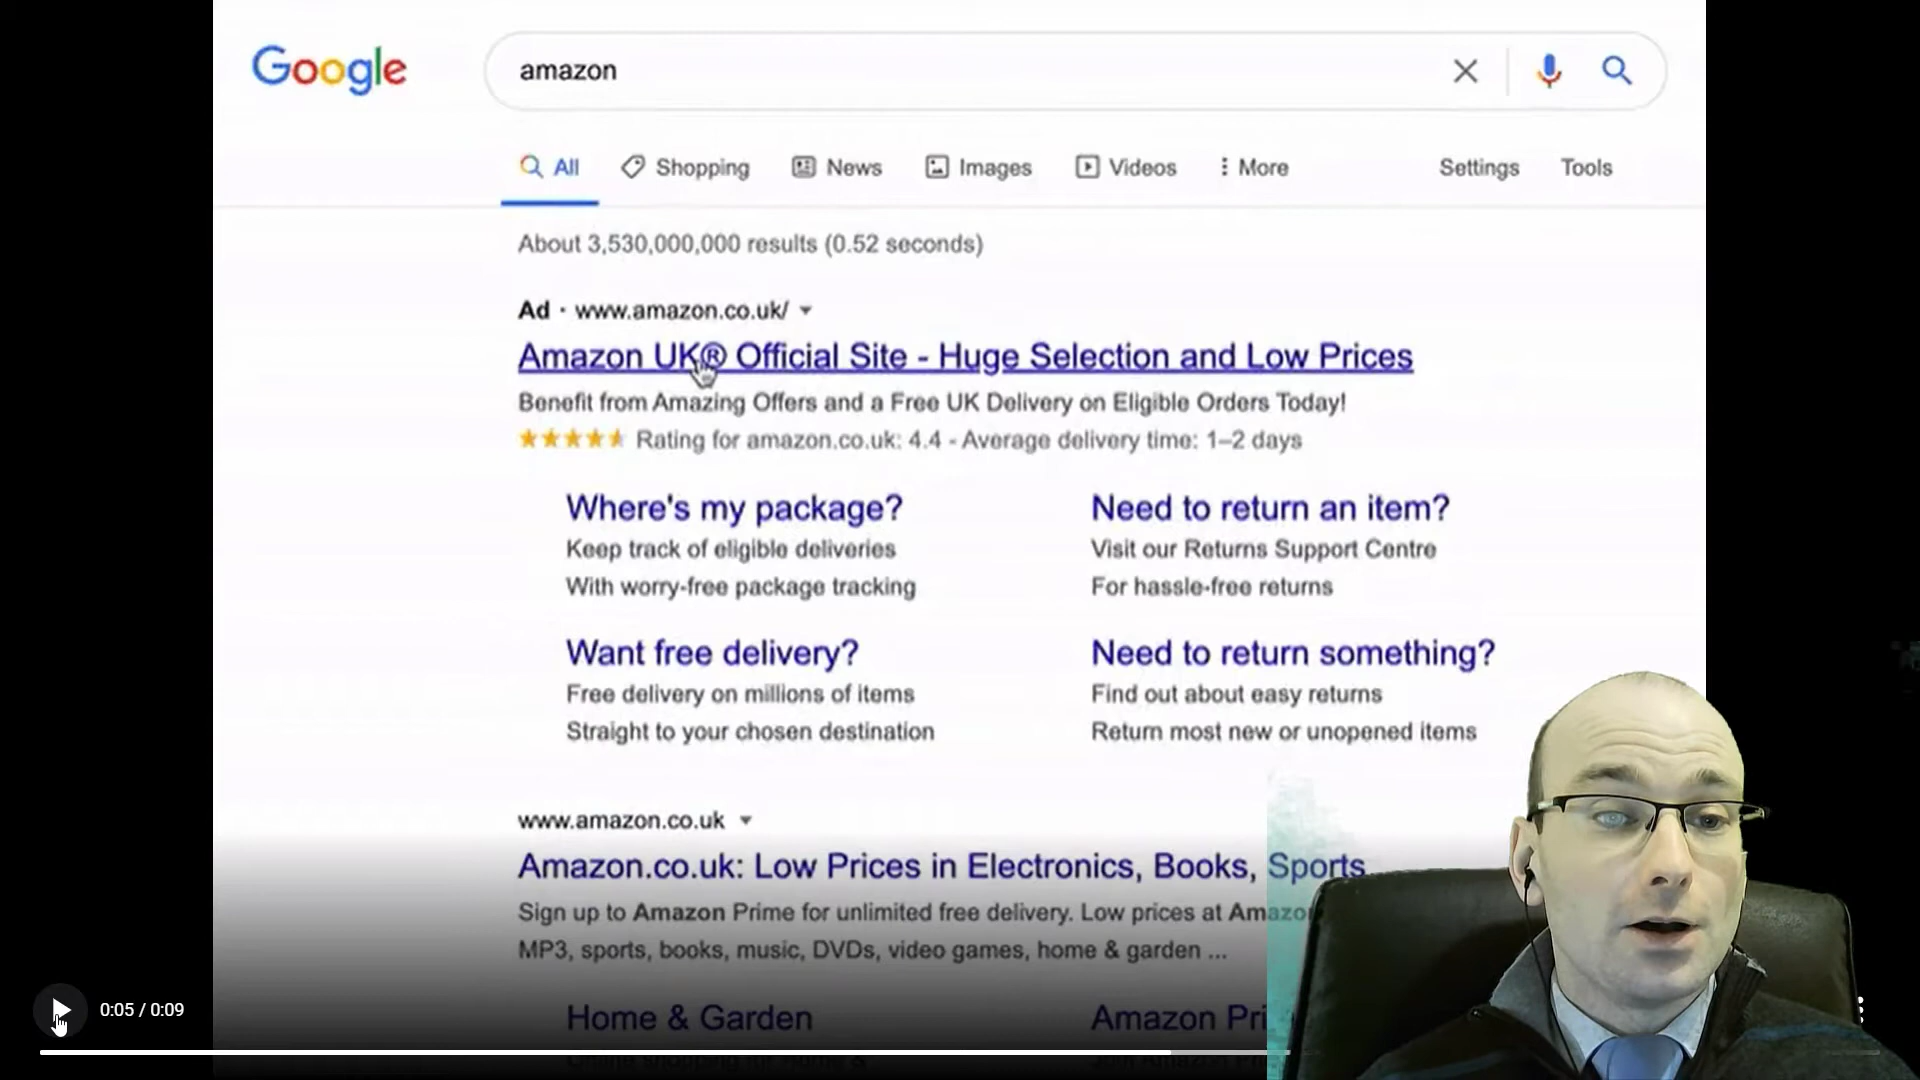 Google
amazon
All Shopping News Images Videos More Settings Tools
About 3,530,000,000 results (0.52 seconds)
Ad · www.amazon.co.uk/
Amazon UK® Official Site - Huge Selection and Low Prices
Benefit from Amazing Offers and a Free UK Delivery on Eligible Orders Today!
Rating for amazon.co.uk: 4.4 - Average delivery time: 1–2 days
Where's my package?
Keep track of eligible deliveries
With worry-free package tracking
Need to return an item?
Visit our Returns Support Centre
For hassle-free returns
Want free delivery?
Free delivery on millions of items
Straight to your chosen destination
Need to return something?
Find out about easy returns
Return most new or unopened items
www.amazon.co.uk
Amazon.co.uk: Low Prices in Electronics, Books, Sports
Sign up to Amazon Prime for unlimited free delivery. Low prices at Amazo
MP3, sports, books, music, DVDs, video games, home & garden ...
Home & Garden
Amazon Pri
0:05 / 0:09